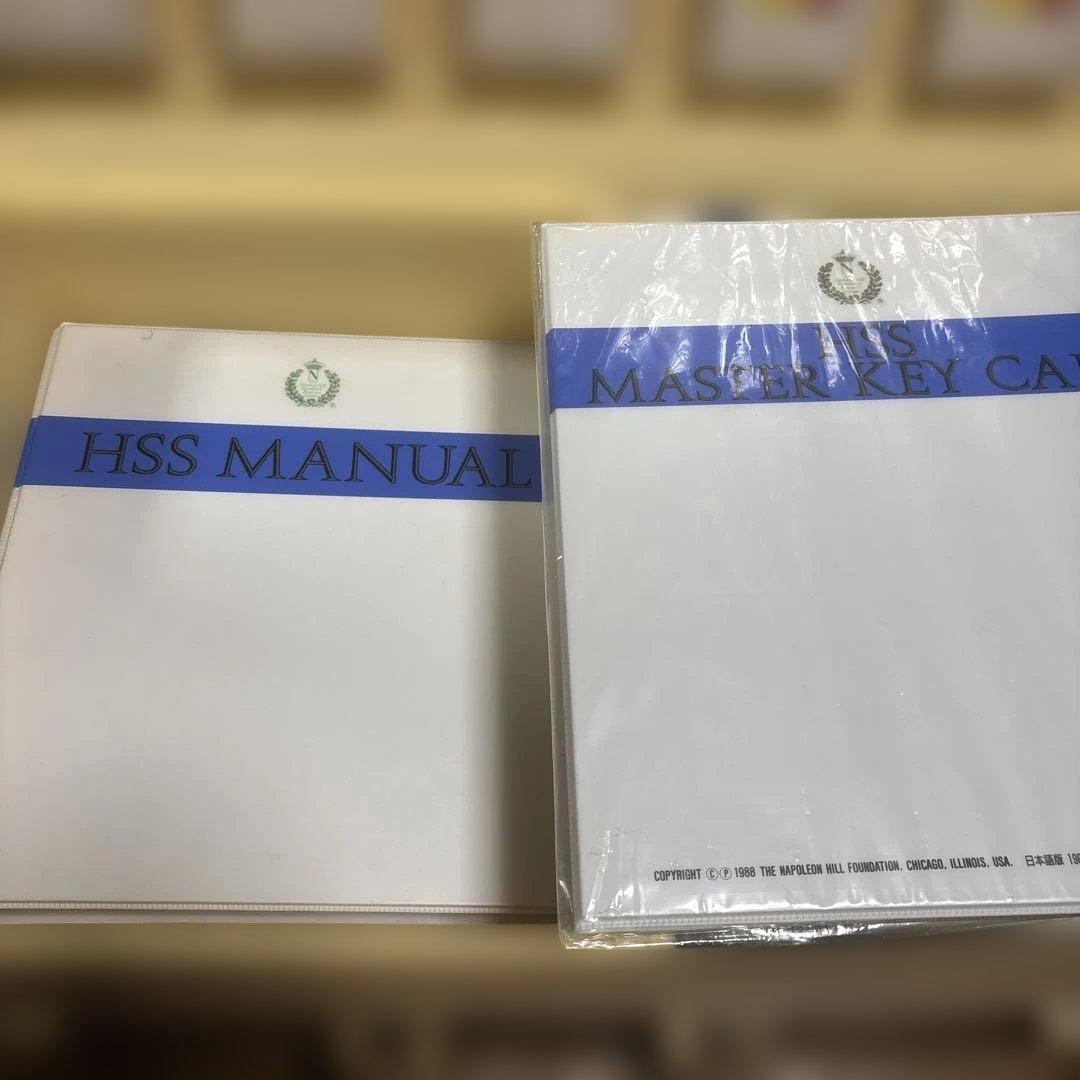 N
HSS MANUAL
N
HSS
MASTER KEY CA
COPYRIGHT Ⓒ Ⓟ 1988 THE NAPOLEON HILL FOUNDATION. CHICAGO, ILLINOIS, USA. 日本語版 198